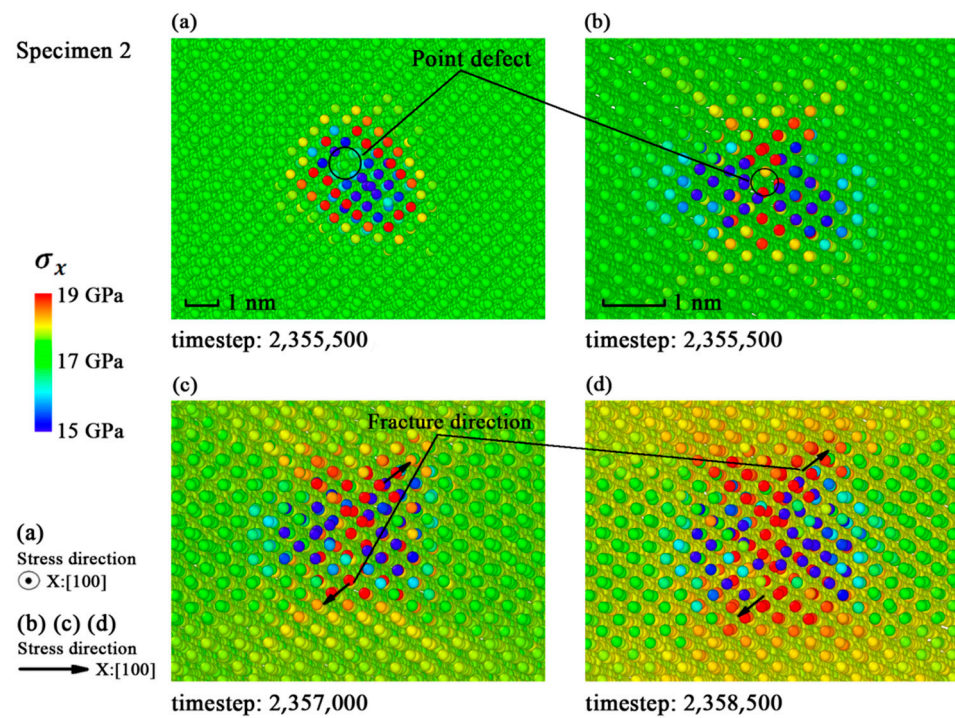 Specimen 2
(a)
(b)
Point defect
σx
19 GPa
17 GPa
15 GPa
1 nm
1 nm
timestep: 2,355,500
timestep: 2,355,500
(c)
(d)
Fracture direction
timestep: 2,357,000
timestep: 2,358,500
(a)
Stress direction
X:[100]
(b) (c) (d)
Stress direction
X:[100]